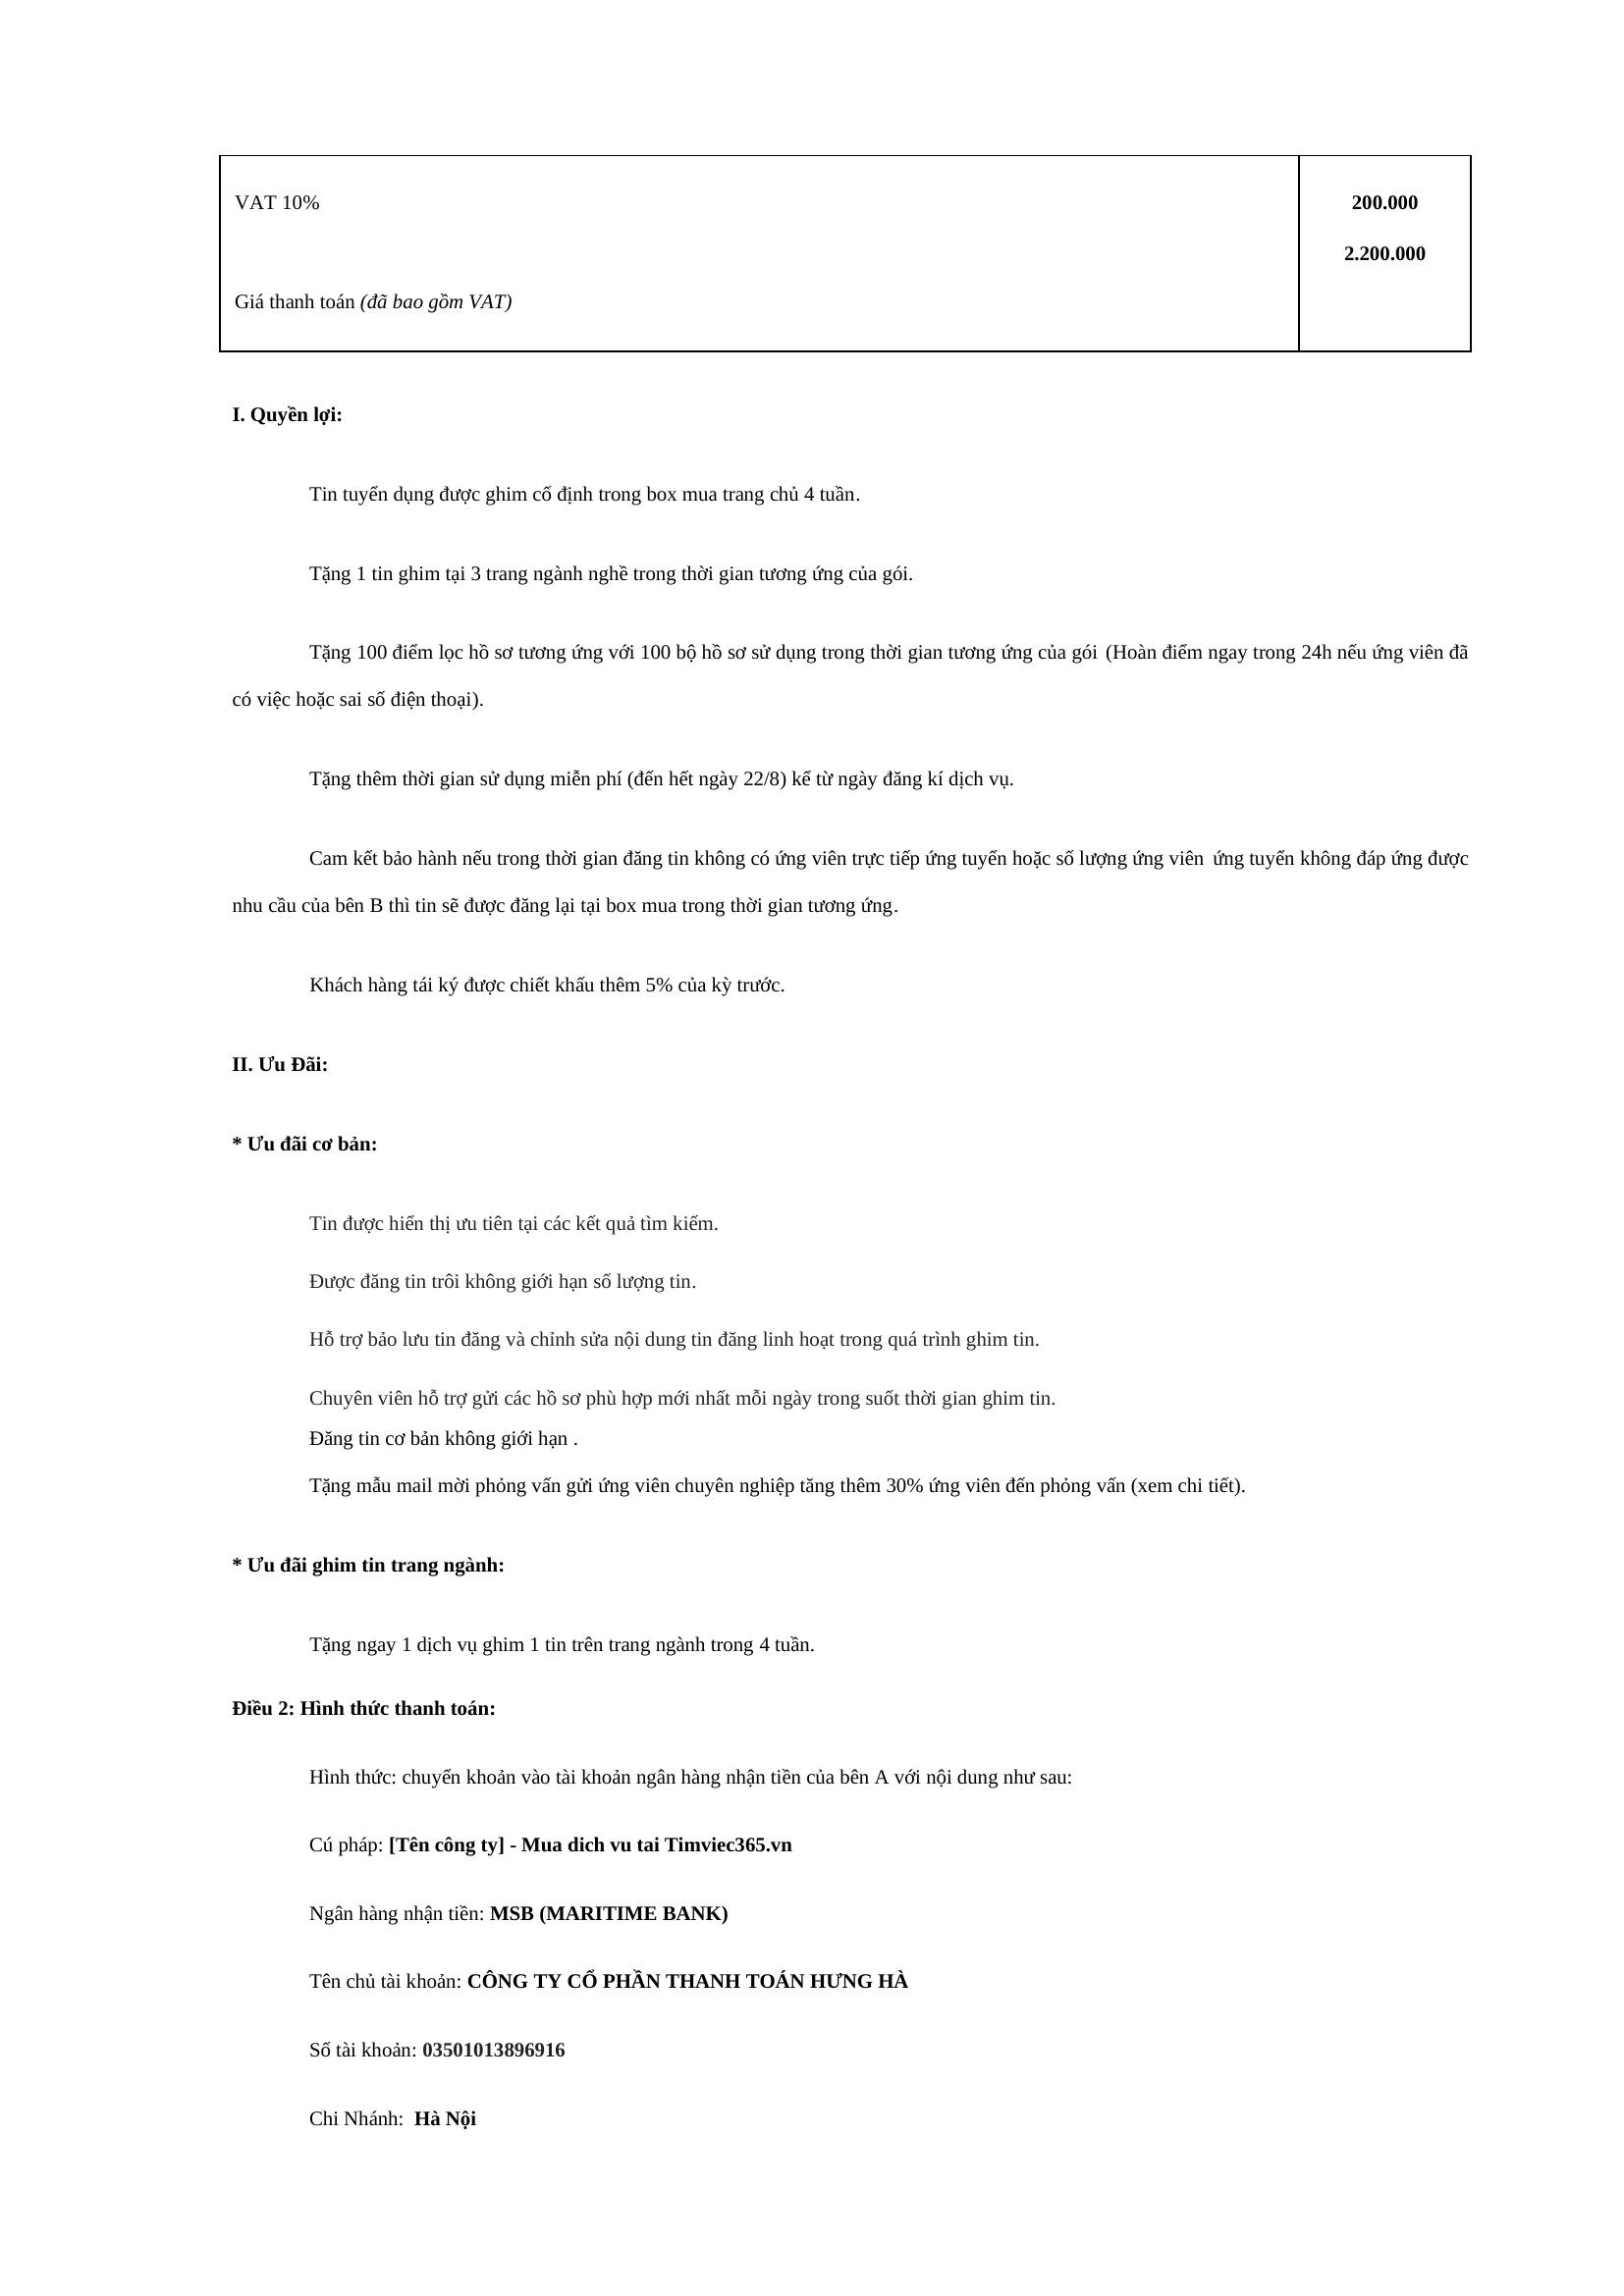 VAT 10%
200.000
2.200.000
Giá thanh toán (đã bao gồm VAT)
I. Quyền lợi:
Tin tuyển dụng được ghim cố định trong box mua trang chủ 4 tuần.
Tặng 1 tin ghim tại 3 trang ngành nghề trong thời gian tương ứng của gói.
Tặng 100 điểm lọc hồ sơ tương ứng với 100 bộ hồ sơ sử dụng trong thời gian tương ứng của gói (Hoàn điểm ngay trong 24h nếu ứng viên đã
có việc hoặc sai số điện thoại).
Tặng thêm thời gian sử dụng miễn phí (đến hết ngày 22/8) kể từ ngày đăng kí dịch vụ.
Cam kết bảo hành nếu trong thời gian đăng tin không có ứng viên trực tiếp ứng tuyển hoặc số lượng ứng viên ứng tuyển không đáp ứng được
nhu cầu của bên B thì tin sẽ được đăng lại tại box mua trong thời gian tương ứng.
Khách hàng tái ký được chiết khấu thêm 5% của kỳ trước.
II. Ưu Đãi:
* Ưu đãi cơ bản:
Tin được hiển thị ưu tiên tại các kết quả tìm kiếm.
Được đăng tin trôi không giới hạn số lượng tin.
Hỗ trợ bảo lưu tin đăng và chỉnh sửa nội dung tin đăng linh hoạt trong quá trình ghim tin.
Chuyên viên hỗ trợ gửi các hồ sơ phù hợp mới nhất mỗi ngày trong suốt thời gian ghim tin.
Đăng tin cơ bản không giới hạn .
Tặng mẫu mail mời phỏng vấn gửi ứng viên chuyên nghiệp tăng thêm 30% ứng viên đến phỏng vấn (xem chi tiết).
* Ưu đãi ghim tin trang ngành:
Tặng ngay 1 dịch vụ ghim 1 tin trên trang ngành trong 4 tuần.
Điều 2: Hình thức thanh toán:
Hình thức: chuyển khoản vào tài khoản ngân hàng nhận tiền của bên A với nội dung như sau:
Cú pháp: [Tên công ty] - Mua dich vu tai Timviec365.vn
Ngân hàng nhận tiền: MSB (MARITIME BANK)
Tên chủ tài khoản: CÔNG TY CỔ PHẦN THANH TOÁN HƯNG HÀ
Số tài khoản: 03501013896916
Chi Nhánh: Hà Nội